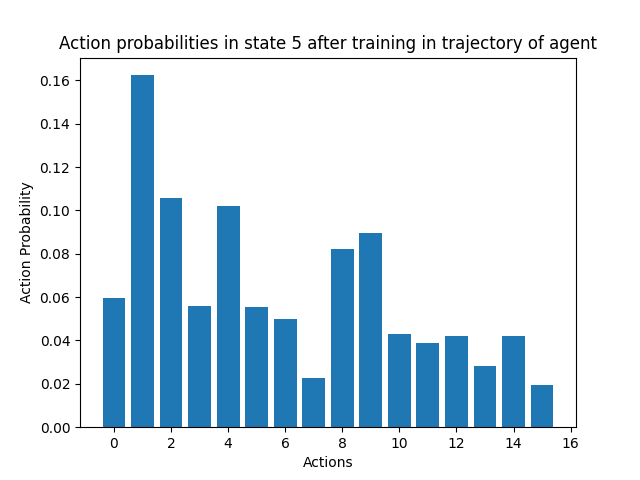 Action probabilities in state 5 after training in trajectory of agent
0.16
0.14
0.12
0.10
0.08
0.06
0.04
0.02
0.00
Action Probability
0 2 4 6 8 10 12 14 16
Actions